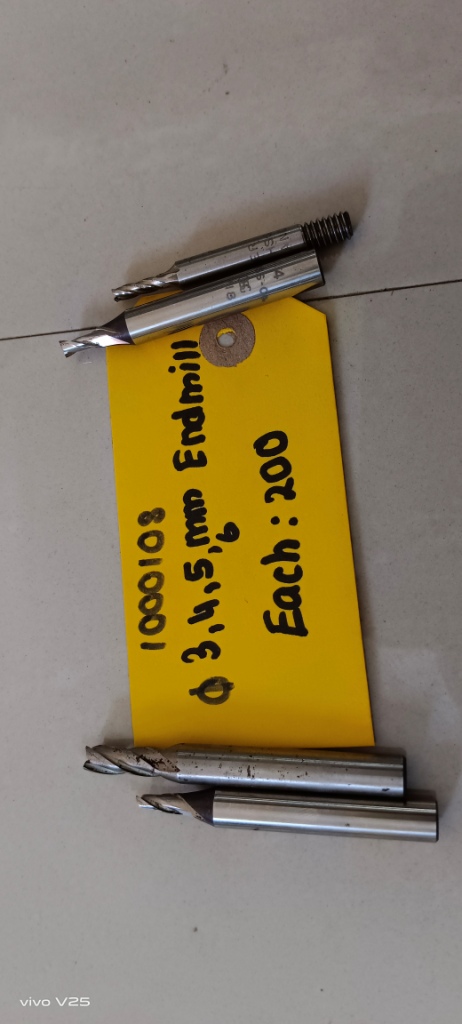 1000108
⌀ 3,4,5,mm Endmill
6
Each : 200
vivo V25